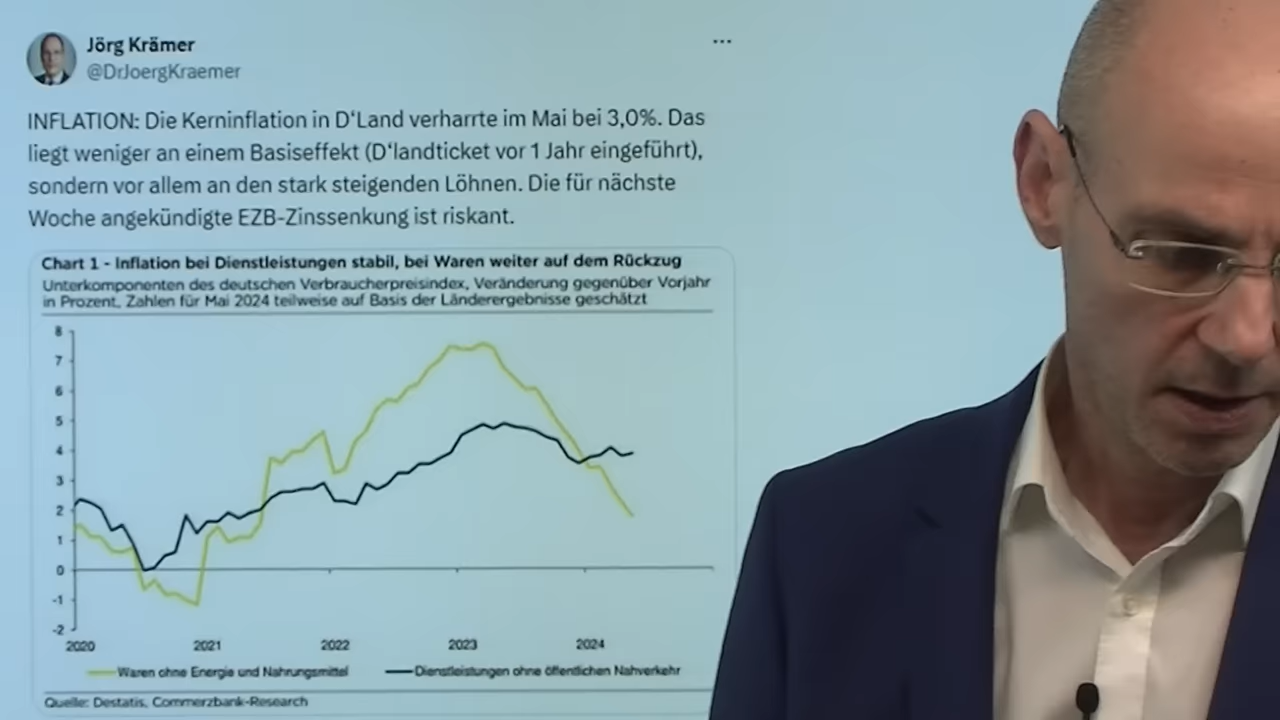 Jörg Krämer
@DrJoergKraemer
INFLATION: Die Kerninflation in D'Land verharrte im Mai bei 3,0%. Das
liegt weniger an einem Basiseffekt (D'landticket vor 1 Jahr eingeführt),
sondern vor allem an den stark steigenden Löhnen. Die für nächste
Woche angekündigte EZB-Zinssenkung ist riskant.
Chart 1 - Inflation bei Dienstleistungen stabil, bei Waren weiter auf dem Rückzug
Unterkomponenten des deutschen Verbraucherpreisindex, Veränderung gegenüber Vorjahr
in Prozent, Zahlen für Mai 2024 teilweise auf Basis der Länderergebnisse geschätzt
8
7
6
5
4
3
2
1
0
-1
-2
2020 2021 2022 2023 2024
Waren ohne Energie und Nahrungsmittel Dienstleistungen ohne öffentlichen Nahverkehr
Quelle: Destatis, Commerzbank-Research